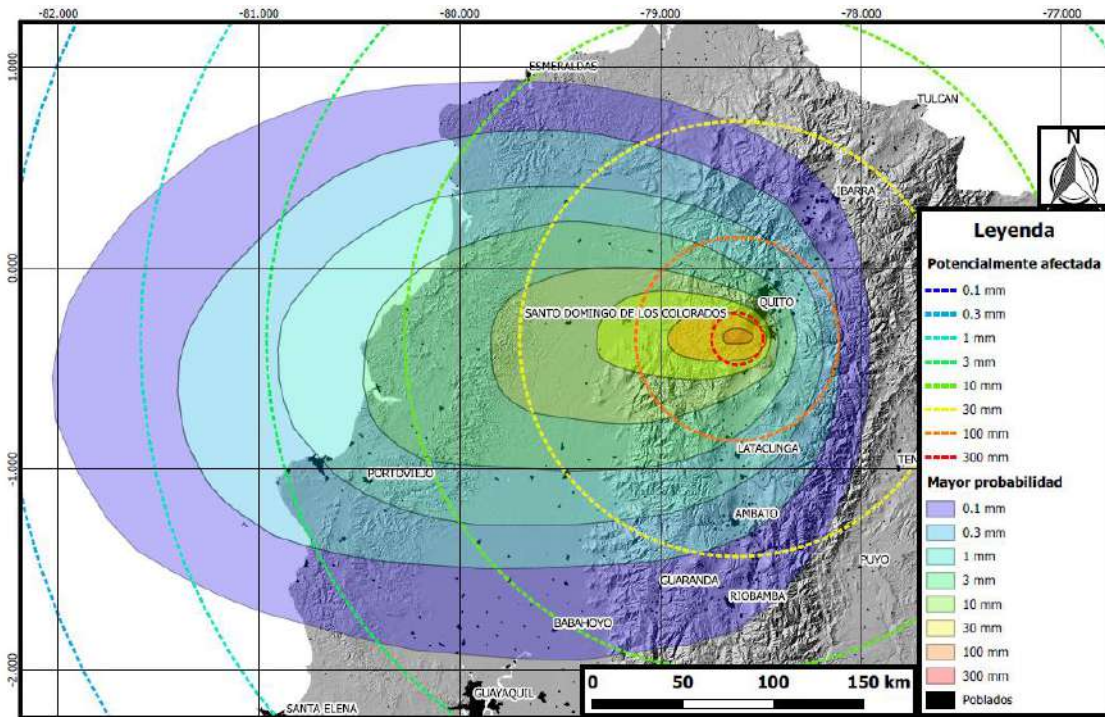 -82.000
-81.000
-80.000
-79.000
-78.000
-77.000
1.000
0.000
-1.000
-2.000
ESMERALDAS
TULCAN
IBARRA
QUITO
SANTO DOMINGO DE LOS COLORADOS
LATACUNGA
TEN
PORTOVIEJO
AMBATO
PUYO
GUARANDA
RIOBAMBA
BABAHOYO
GUAYAQUIL
SANTA ELENA
N
Leyenda
Potencialmente afectada
0.1 mm
0.3 mm
1 mm
3 mm
10 mm
30 mm
100 mm
300 mm
Mayor probabilidad
0.1 mm
0.3 mm
1 mm
3 mm
10 mm
30 mm
100 mm
300 mm
Poblados
0 50 100 150 km